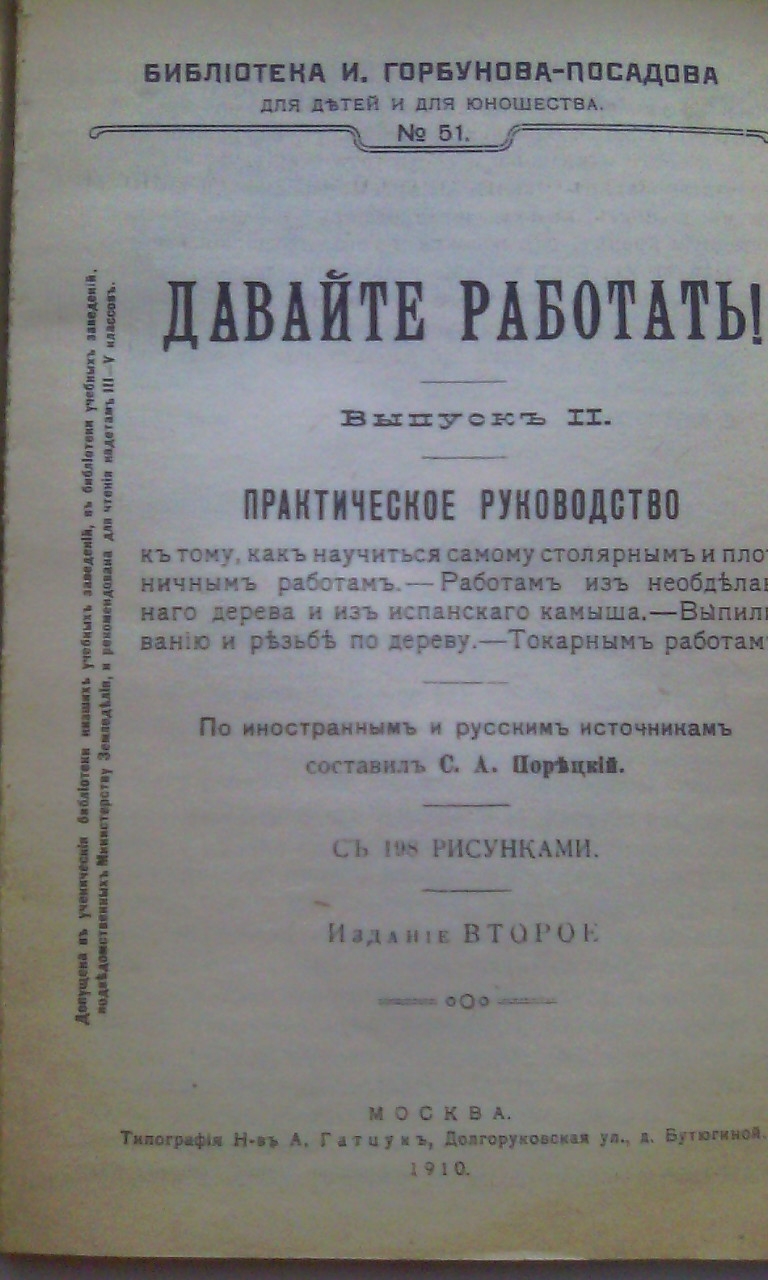 БИБЛІОТЕКА И. ГОРБУНОВА-ПОСАДОВА
ДЛЯ ДѢТЕЙ И ДЛЯ ЮНОШЕСТВА.
№ 51.
ДАВАЙТЕ РАБОТАТЬ!
Выпускъ II.
ПРАКТИЧЕСКОЕ РУКОВОДСТВО
къ тому, какъ научиться самому столярнымъ и плот
ничнымъ работамъ.—Работамъ изъ необдѣлан
наго дерева и изъ испанскаго камыша.—Выпили
ванію и рѣзьбѣ по дереву.—Токарнымъ работам
По иностраннымъ и русскимъ источникамъ
составилъ С. А. Порѣцкій.
Съ 198 РИСУНКАМИ.
Изданіе ВТОРОЕ
МОСКВА.
Типографія Н-въ А. Гатцукъ, Долгоруковская ул., д. Бутюгиной.
1910.
Допущена въ ученическія библіотеки низшихъ учебныхъ заведеній, въ библіотеки учебныхъ заведеній,
подвѣдомственныхъ Министерству Земледѣлія, и рекомендована для чтенія кадетамъ III—V классовъ.